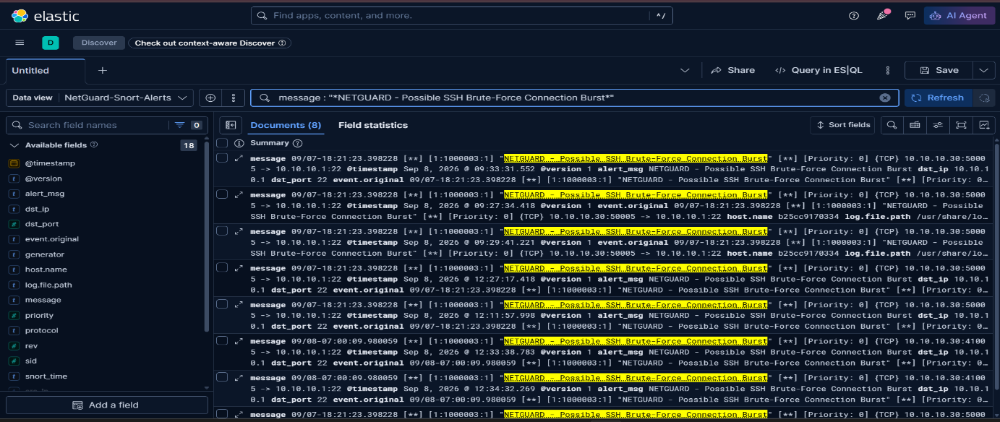 elastic
Find apps, content, and more.
^/
AI Agent
D
Discover
Check out context-aware Discover
Untitled
Share
Query in ES|QL
Save
Data view
NetGuard-Snort-Alerts
message : "*NETGUARD - Possible SSH Brute-Force Connection Burst*"
Refresh
Search field names
0
Documents (8)
Field statistics
Sort fields
Available fields
18
Summary
@timestamp
@version
alert_msg
dst_ip
dst_port
event.original
generator
host.name
log.file.path
message
priority
protocol
rev
sid
snort_time
Add a field
message 09/07-18:21:23.398228 [**] [1:1000003:1] "NETGUARD - Possible SSH Brute-Force Connection Burst" [**] [Priority: 0] {TCP} 10.10.10.30:5000
5 -> 10.10.10.1:22 @timestamp Sep 8, 2026 @ 09:33:31.552 @version 1 alert_msg NETGUARD - Possible SSH Brute-Force Connection Burst dst_ip 10.10.1
0.1 dst_port 22 event.original 09/07-18:21:23.398228 [**] [1:1000003:1] "NETGUARD - Possible SSH Brute-Force Connection Burst" [**] [Priority: 0…
message 09/07-18:21:23.398228 [**] [1:1000003:1] "NETGUARD - Possible SSH Brute-Force Connection Burst" [**] [Priority: 0] {TCP} 10.10.10.30:5000
5 -> 10.10.10.1:22 @timestamp Sep 8, 2026 @ 09:27:34.418 @version 1 event.original 09/07-18:21:23.398228 [**] [1:1000003:1] "NETGUARD - Possible
SSH Brute-Force Connection Burst" [**] [Priority: 0] {TCP} 10.10.10.30:50005 -> 10.10.10.1:22 host.name b25cc9170334 log.file.path /usr/share/lo…
message 09/07-18:21:23.398228 [**] [1:1000003:1] "NETGUARD - Possible SSH Brute-Force Connection Burst" [**] [Priority: 0] {TCP} 10.10.10.30:5000
5 -> 10.10.10.1:22 @timestamp Sep 8, 2026 @ 09:29:41.221 @version 1 event.original 09/07-18:21:23.398228 [**] [1:1000003:1] "NETGUARD - Possible
SSH Brute-Force Connection Burst" [**] [Priority: 0] {TCP} 10.10.10.30:50005 -> 10.10.10.1:22 host.name b25cc9170334 log.file.path /usr/share/lo…
message 09/07-18:21:23.398228 [**] [1:1000003:1] "NETGUARD - Possible SSH Brute-Force Connection Burst" [**] [Priority: 0] {TCP} 10.10.10.30:5000
5 -> 10.10.10.1:22 @timestamp Sep 8, 2026 @ 12:27:17.418 @version 1 alert_msg NETGUARD - Possible SSH Brute-Force Connection Burst dst_ip 10.10.1
0.1 dst_port 22 event.original 09/07-18:21:23.398228 [**] [1:1000003:1] "NETGUARD - Possible SSH Brute-Force Connection Burst" [**] [Priority: 0…
message 09/07-18:21:23.398228 [**] [1:1000003:1] "NETGUARD - Possible SSH Brute-Force Connection Burst" [**] [Priority: 0] {TCP} 10.10.10.30:5000
5 -> 10.10.10.1:22 @timestamp Sep 8, 2026 @ 12:11:57.998 @version 1 alert_msg NETGUARD - Possible SSH Brute-Force Connection Burst dst_ip 10.10.1
0.1 dst_port 22 event.original 09/07-18:21:23.398228 [**] [1:1000003:1] "NETGUARD - Possible SSH Brute-Force Connection Burst" [**] [Priority: 0…
message 09/08-07:00:09.980059 [**] [1:1000003:1] "NETGUARD - Possible SSH Brute-Force Connection Burst" [**] [Priority: 0] {TCP} 10.10.10.30:4100
5 -> 10.10.10.1:22 @timestamp Sep 8, 2026 @ 12:33:38.783 @version 1 alert_msg NETGUARD - Possible SSH Brute-Force Connection Burst dst_ip 10.10.1
0.1 dst_port 22 event.original 09/08-07:00:09.980059 [**] [1:1000003:1] "NETGUARD - Possible SSH Brute-Force Connection Burst" [**] [Priority: 0…
message 09/08-07:00:09.980059 [**] [1:1000003:1] "NETGUARD - Possible SSH Brute-Force Connection Burst" [**] [Priority: 0] {TCP} 10.10.10.30:4100
5 -> 10.10.10.1:22 @timestamp Sep 8, 2026 @ 12:34:32.269 @version 1 alert_msg NETGUARD - Possible SSH Brute-Force Connection Burst dst_ip 10.10.1
0.1 dst_port 22 event.original 09/08-07:00:09.980059 [**] [1:1000003:1] "NETGUARD - Possible SSH Brute-Force Connection Burst" [**] [Priority: 0…
message 09/07-18:21:23.398228 [**] [1:1000003:1] "NETGUARD - Possible SSH Brute-Force Connection Burst" [**] [Priority: 0] {TCP} 10.10.10.30:5000